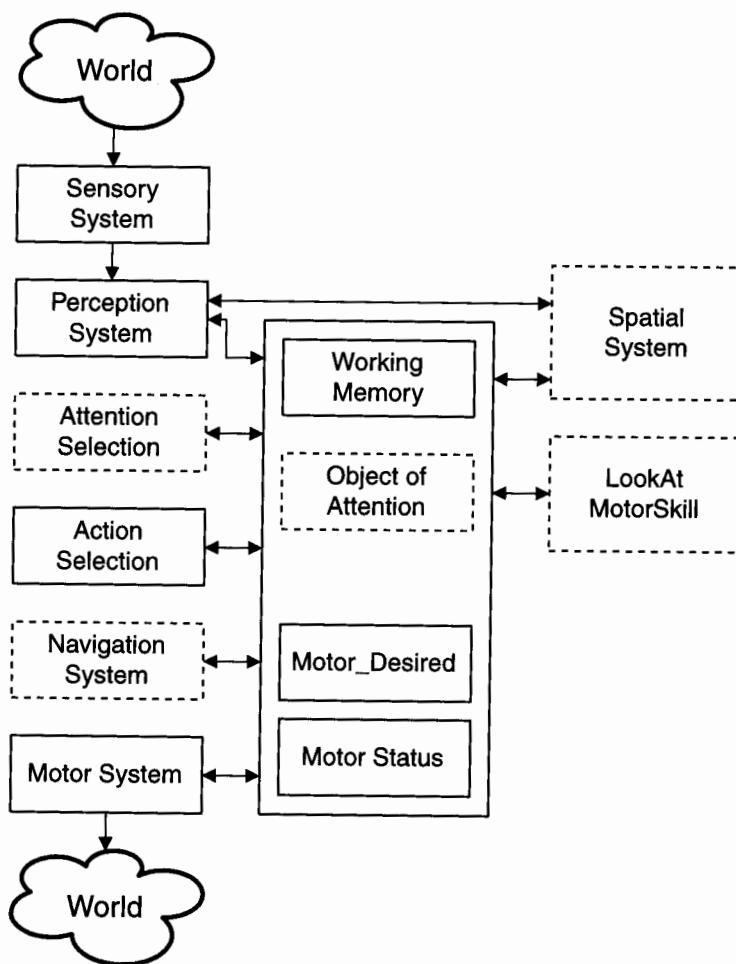 World
Sensory
System
Perception
System
Spatial
System
Working
Memory
Attention
Selection
Object of
Attention
LookAt
MotorSkill
Action
Selection
Navigation
System
Motor_Desired
Motor System
Motor Status
World